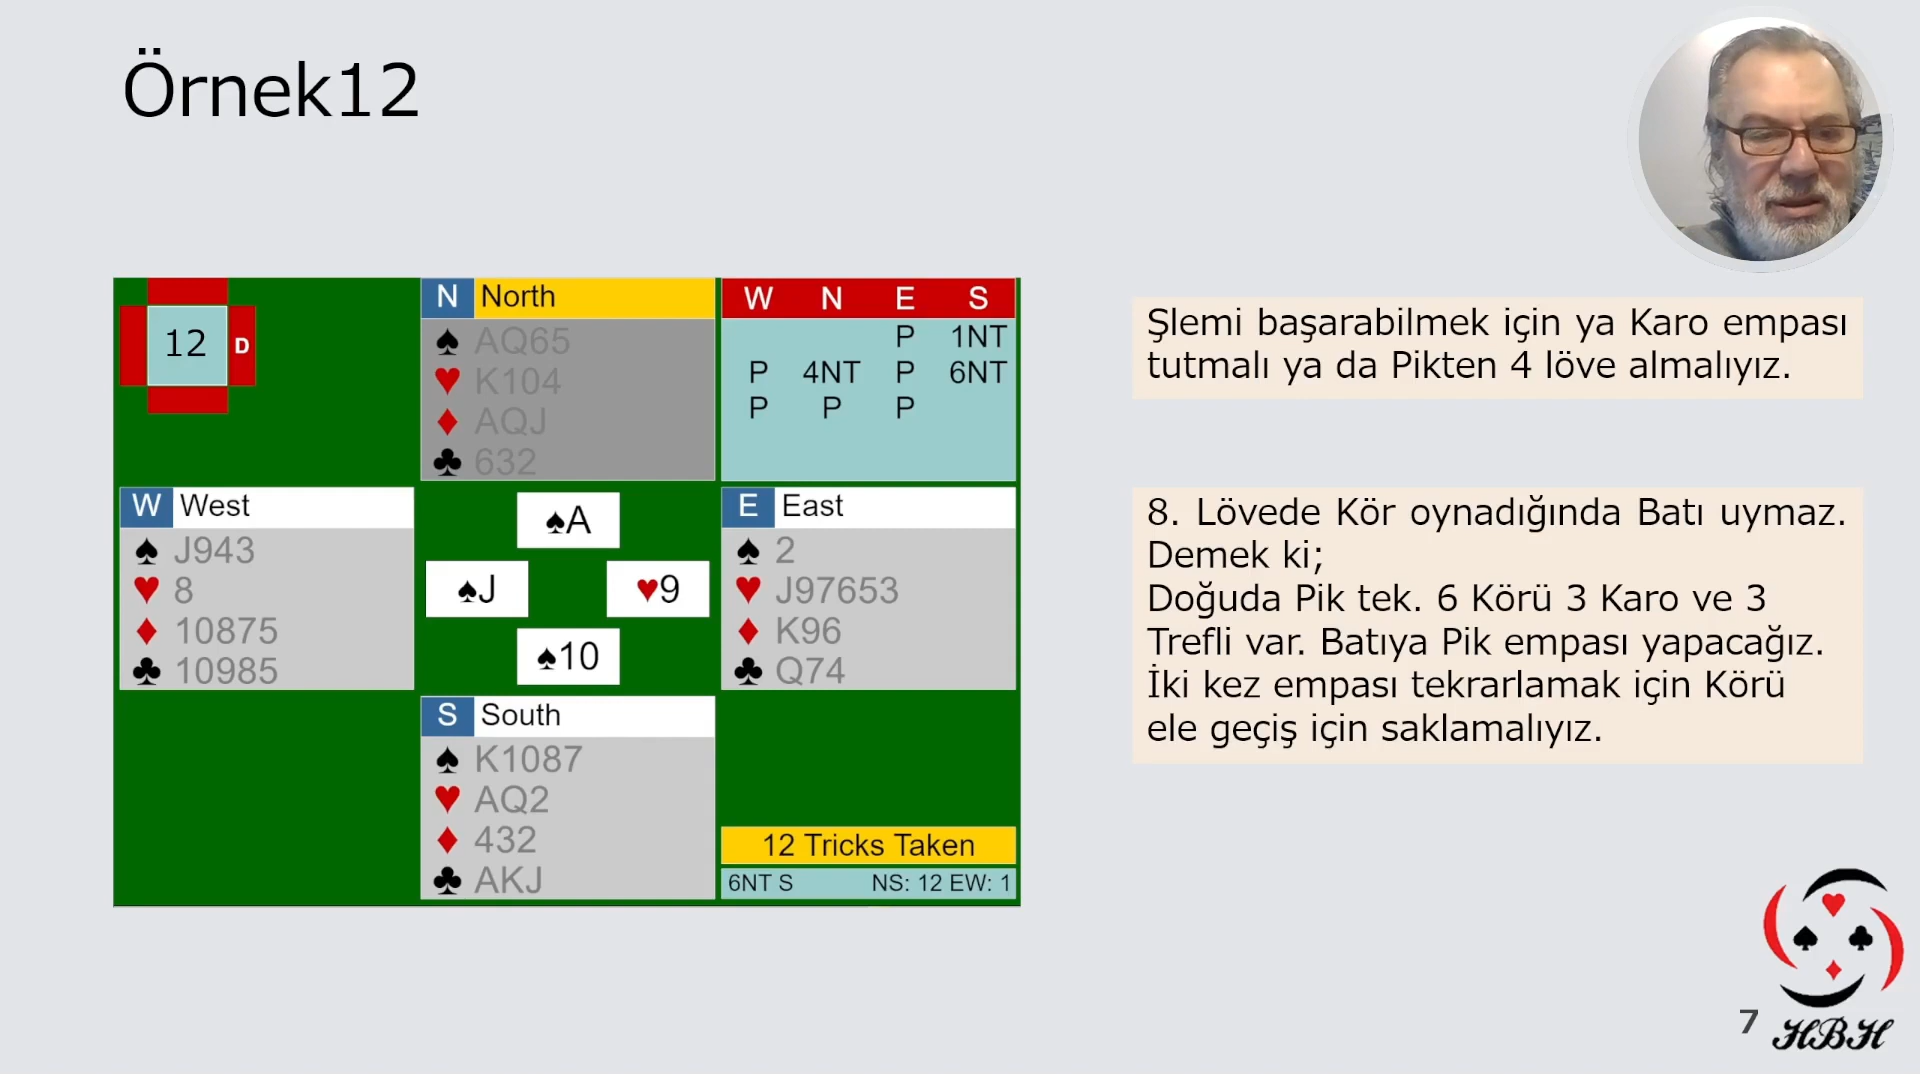 Örnek12
12
D
N North
♠ AQ65
♥ K104
♦ AQJ
♣ 632
W N E S
P 1NT
P 4NT P 6NT
P P P
Şlemi başarabilmek için ya Karo empası
tutmalı ya da Pikten 4 löve almalıyız.
W West
♠ J943
♥ 8
♦ 10875
♣ 10985
♠A
♠J
♥9
♠10
E East
♠ 2
♥ J97653
♦ K96
♣ Q74
8. Lövede Kör oynadığında Batı uymaz.
Demek ki;
Doğuda Pik tek. 6 Körü 3 Karo ve 3
Trefli var. Batıya Pik empası yapacağız.
İki kez empası tekrarlamak için Körü
ele geçiş için saklamalıyız.
S South
♠ K1087
♥ AQ2
♦ 432
♣ AKJ
12 Tricks Taken
6NT S NS: 12 EW: 1
7
HBH